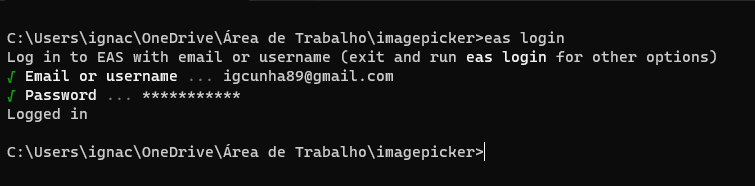 C:\Users\ignac\OneDrive\Área de Trabalho\imagepicker>eas login
Log in to EAS with email or username (exit and run eas login for other options)
√ Email or username ... igcunha89@gmail.com
√ Password ... ***********
Logged in
C:\Users\ignac\OneDrive\Área de Trabalho\imagepicker>